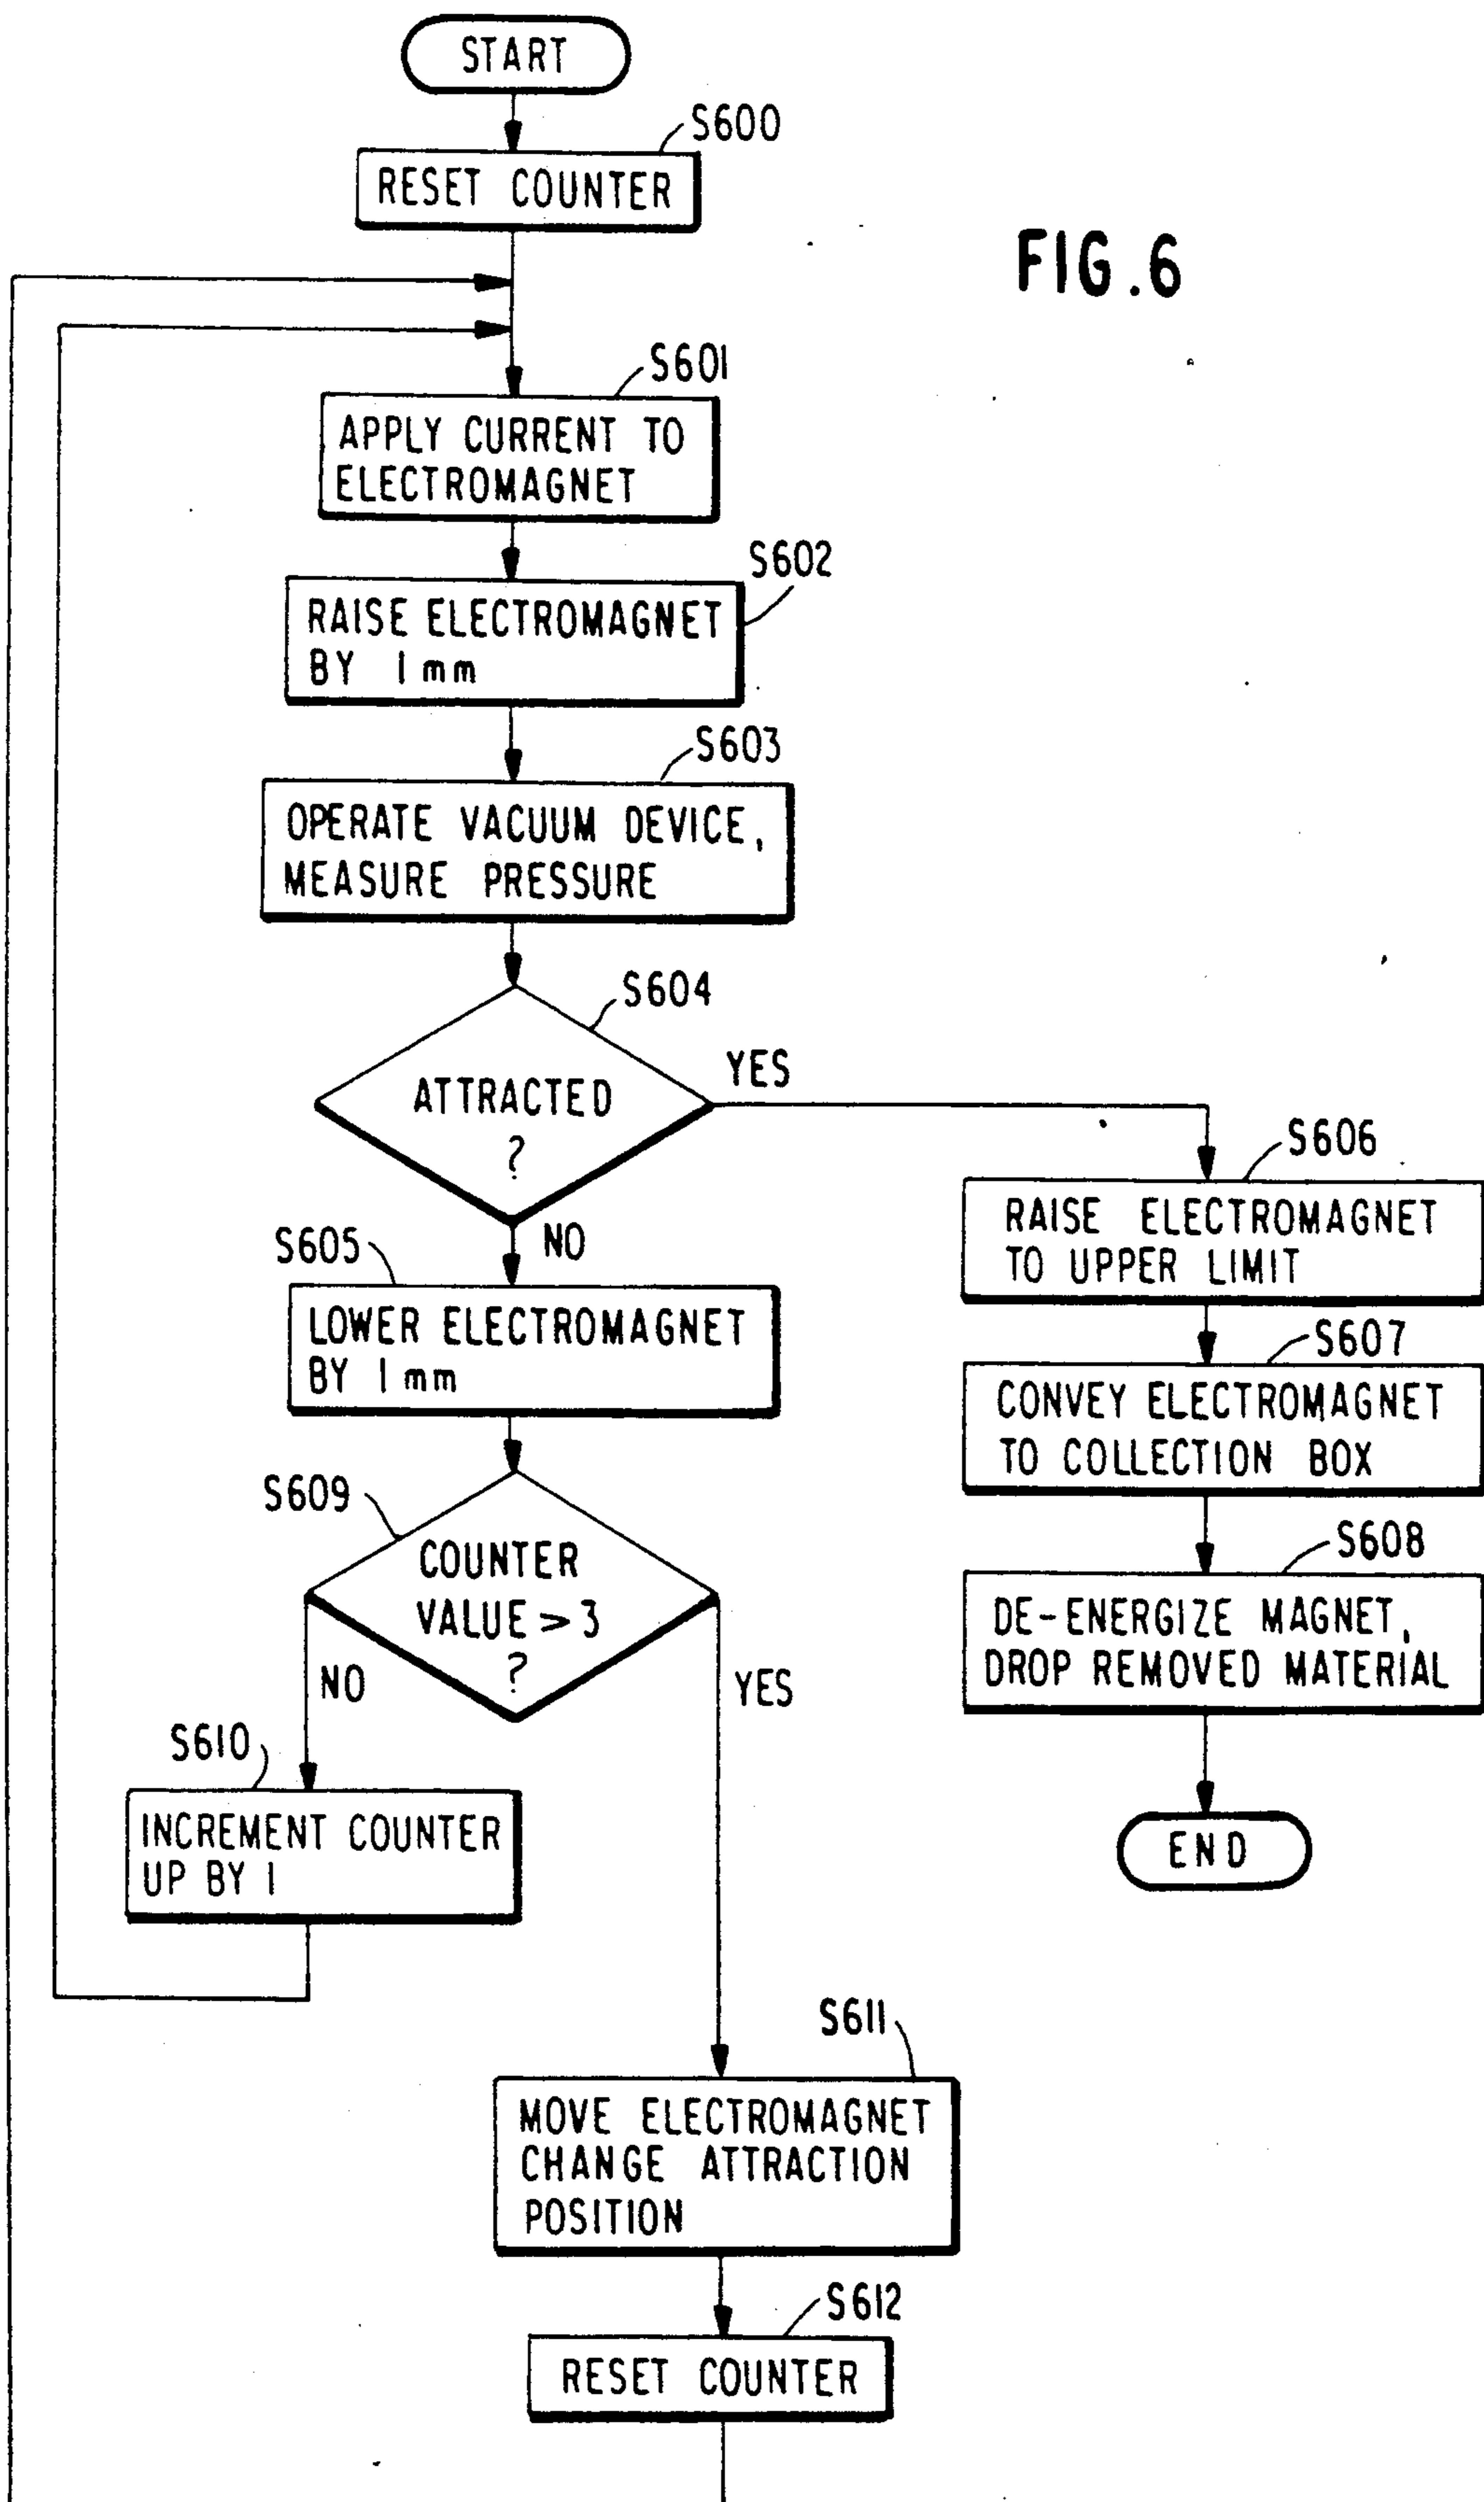 START
S600
RESET COUNTER
FIG.6
S601
APPLY CURRENT TO
ELECTROMAGNET
S602
RAISE ELECTROMAGNET
BY 1mm
S603
OPERATE VACUUM DEVICE,
MEASURE PRESSURE
S604
ATTRACTED
?
YES
NO
S606
RAISE ELECTROMAGNET
TO UPPER LIMIT
S605
LOWER ELECTROMAGNET
BY 1mm
S607
CONVEY ELECTROMAGNET
TO COLLECTION BOX
S609
COUNTER
VALUE > 3
?
NO
YES
S608
DE-ENERGIZE MAGNET,
DROP REMOVED MATERIAL
S610
INCREMENT COUNTER
UP BY 1
END
S611
MOVE ELECTROMAGNET
CHANGE ATTRACTION
POSITION
S612
RESET COUNTER